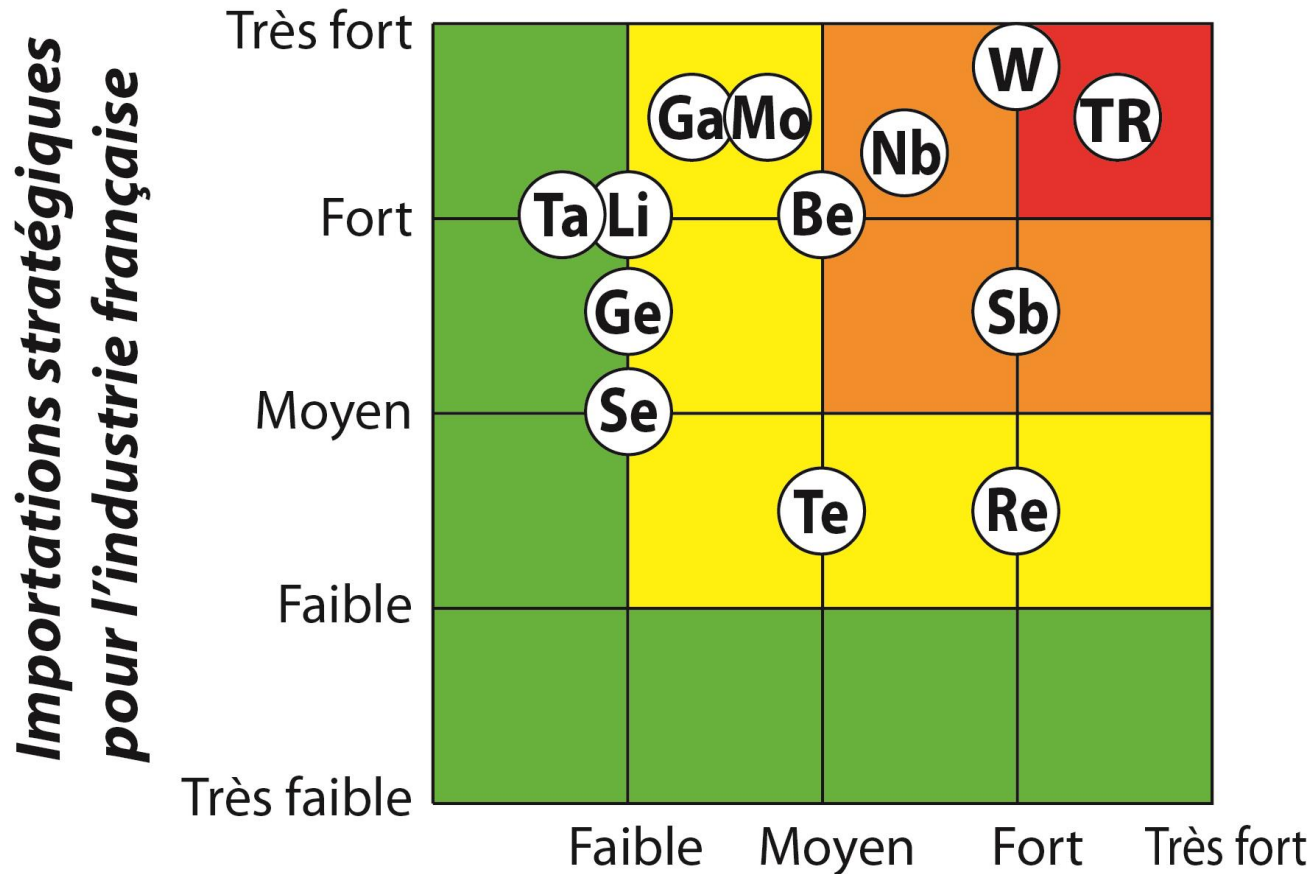 Importations stratégiques
pour l'industrie française
Très fort
W
Ga Mo
TR
Nb
Fort
Ta Li
Be
Ge
Sb
Moyen
Se
Te
Re
Faible
Très faible
Faible Moyen Fort Très fort